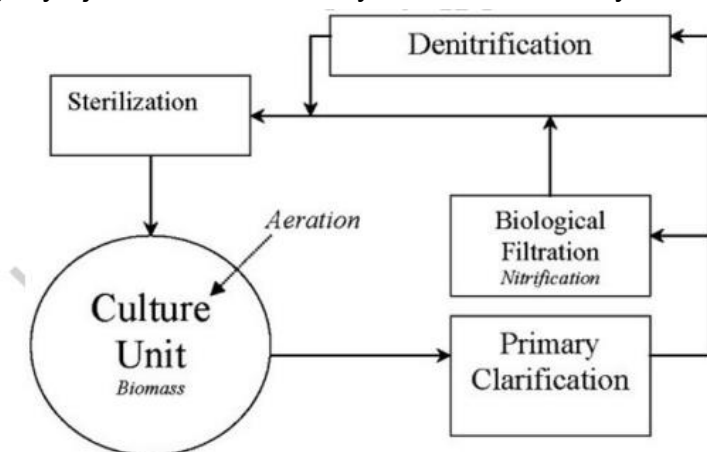 Denitrification
Sterilization
Aeration
Biological
Filtration
Nitrification
Culture
Unit
Biomass
Primary
Clarification